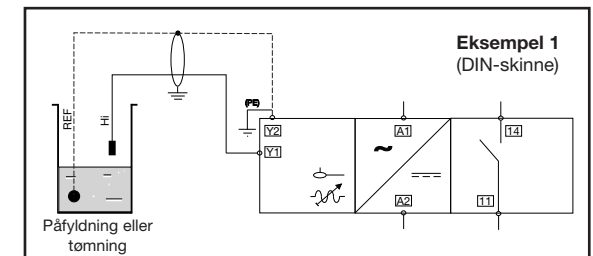 Eksempel 1
(DIN-skinne)
REF
Hi
(PE)
Y2
Y1
A1
A2
14
11
Påfyldning eller
tømning